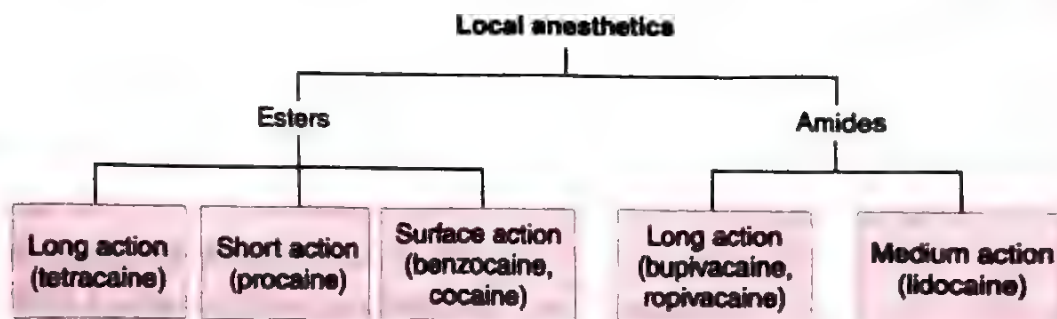 Local anesthetics
Esters
Amides
Long action
(tetracaine)
Short action
(procaine)
Surface action
(benzocaine,
cocaine)
Long action
(bupivacaine,
ropivacaine)
Medium action
(lidocaine)